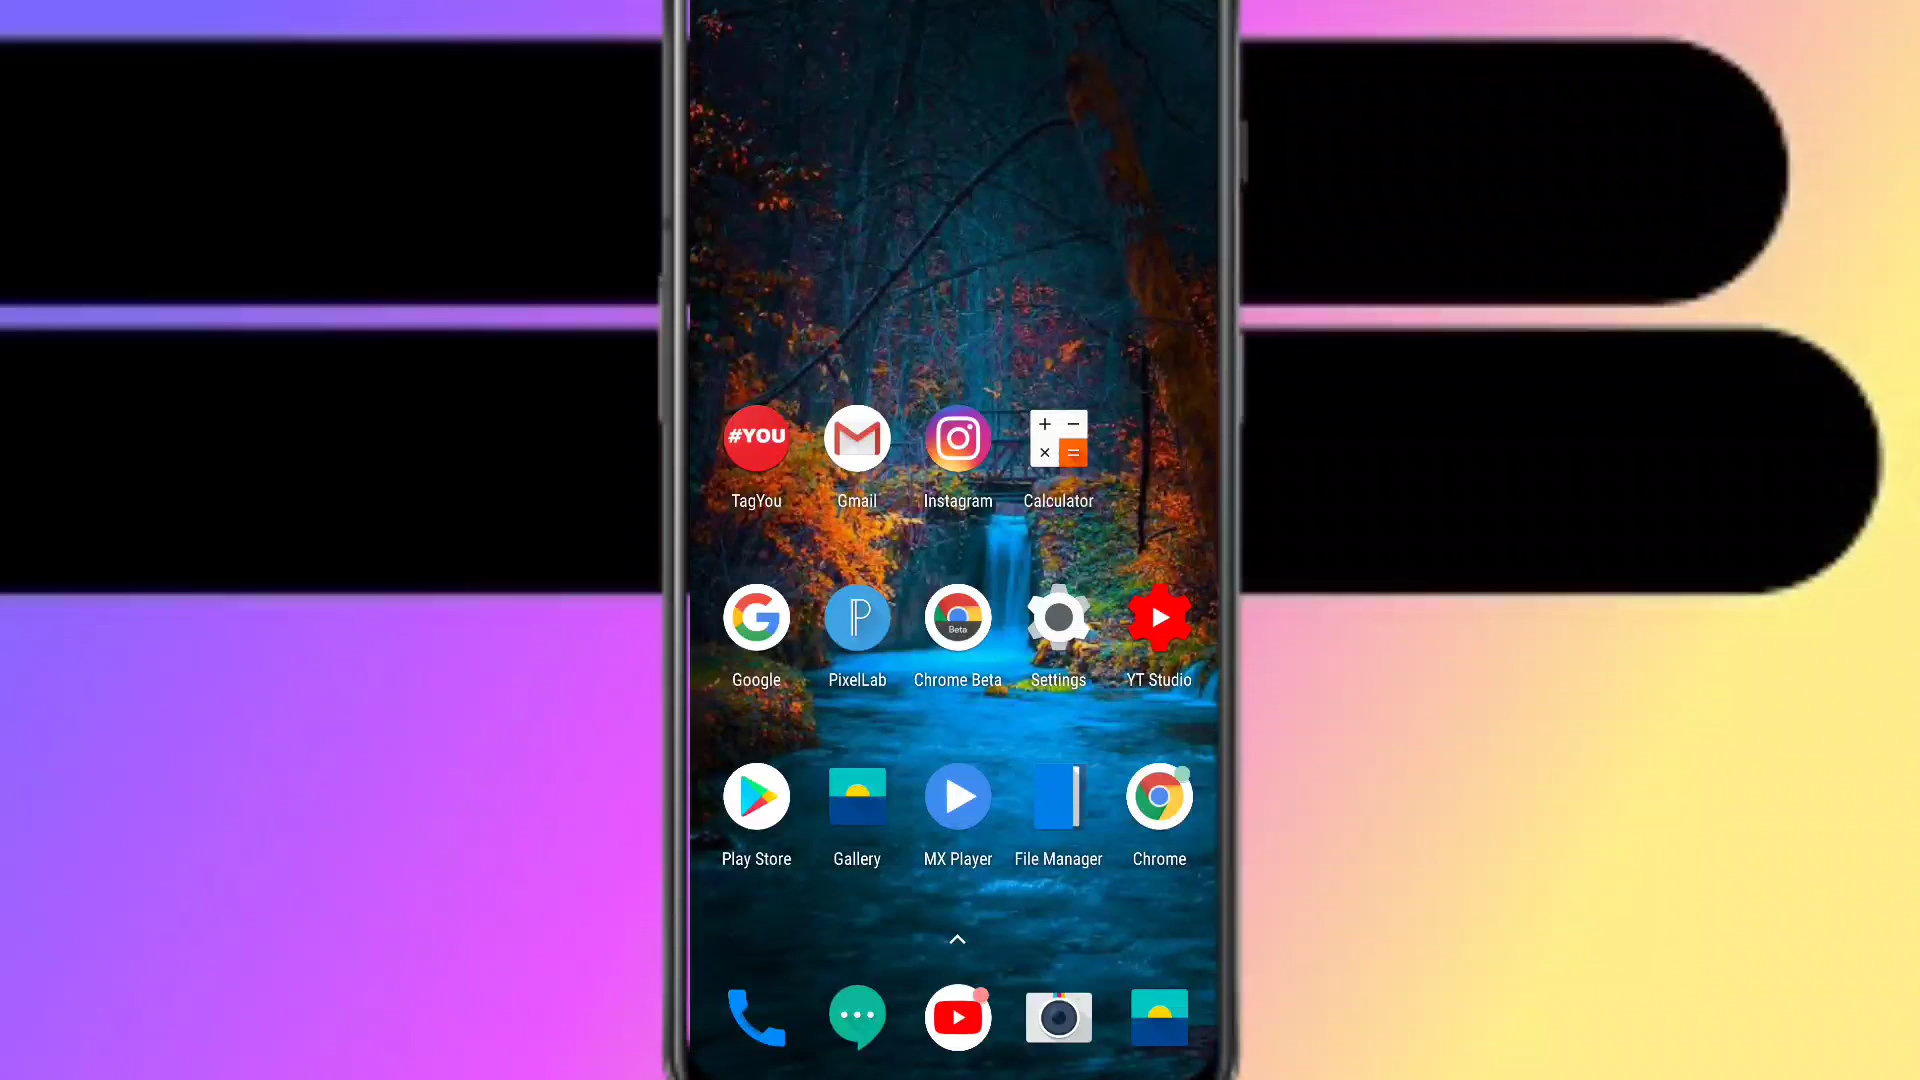 #YOU
TagYou Gmail Instagram Calculator
Beta
Google PixelLab Chrome Beta Settings YT Studio
Play Store Gallery MX Player File Manager Chrome